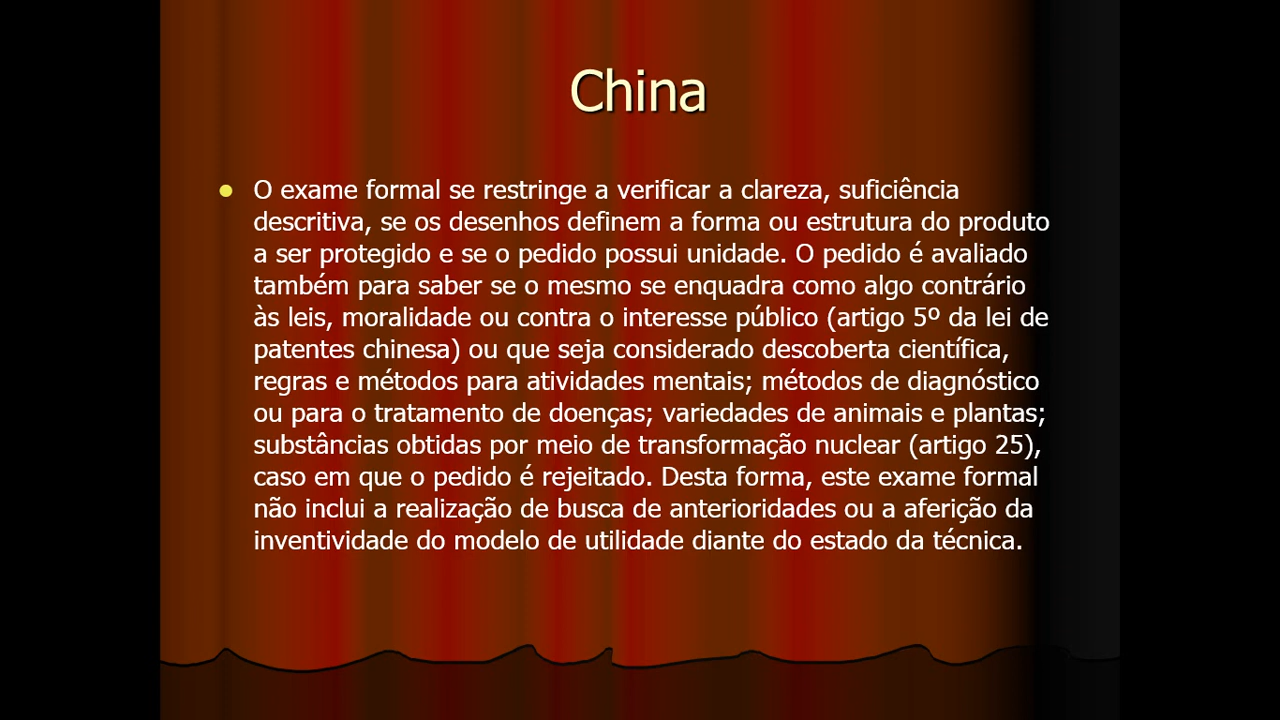 China
O exame formal se restringe a verificar a clareza, suficiência
descritiva, se os desenhos definem a forma ou estrutura do produto
a ser protegido e se o pedido possui unidade. O pedido é avaliado
também para saber se o mesmo se enquadra como algo contrário
às leis, moralidade ou contra o interesse público (artigo 5º da lei de
patentes chinesa) ou que seja considerado descoberta científica,
regras e métodos para atividades mentais; métodos de diagnóstico
ou para o tratamento de doenças; variedades de animais e plantas;
substâncias obtidas por meio de transformação nuclear (artigo 25),
caso em que o pedido é rejeitado. Desta forma, este exame formal
não inclui a realização de busca de anterioridades ou a aferição da
inventividade do modelo de utilidade diante do estado da técnica.